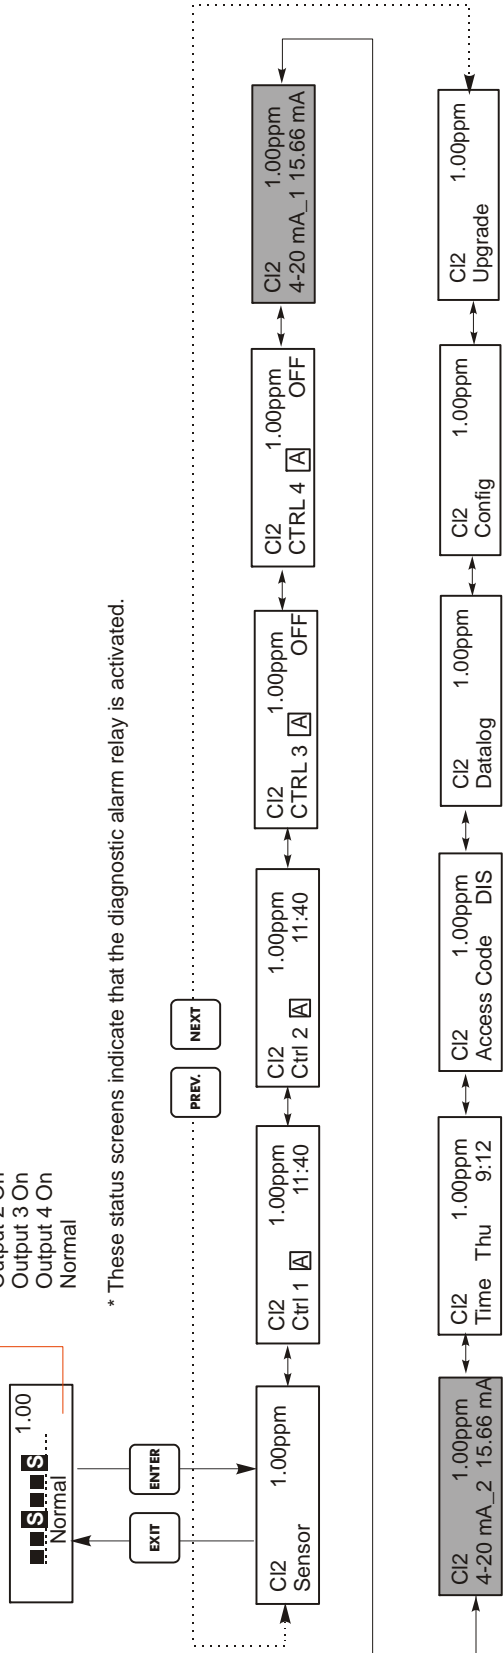 Output 3 On
Output 4 On
Normal
* These status screens indicate that the diagnostic alarm relay is activated.
1.00
S S
Normal
EXIT
ENTER
PREV.
NEXT
Cl2 1.00ppm
Sensor
Cl2 1.00ppm
Ctrl 1 A 11:40
Cl2 1.00ppm
Ctrl 2 A 11:40
Cl2 1.00ppm
CTRL 3 A OFF
Cl2 1.00ppm
CTRL 4 A OFF
Cl2 1.00ppm
4-20 mA_1 15.66 mA
Cl2 1.00ppm
4-20 mA_2 15.66 mA
Cl2 1.00ppm
Time Thu 9:12
Cl2 1.00ppm
Access Code DIS
Cl2 1.00ppm
Datalog
Cl2 1.00ppm
Config
Cl2 1.00ppm
Upgrade